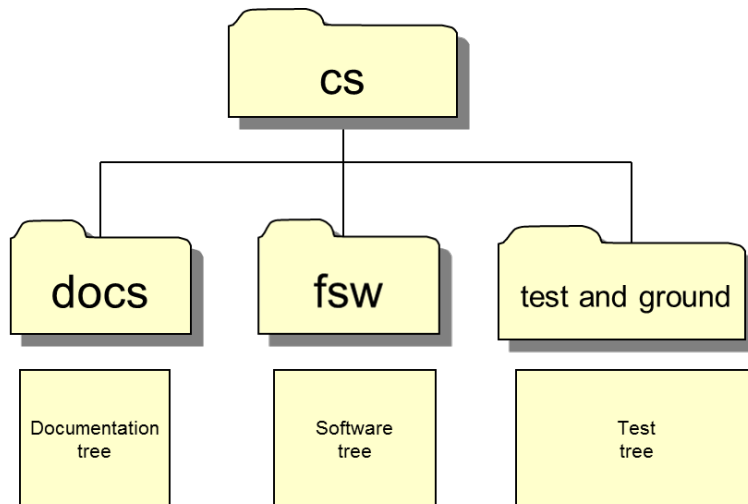 cs
docs
fsw
test and ground
Documentation
tree
Software
tree
Test
tree